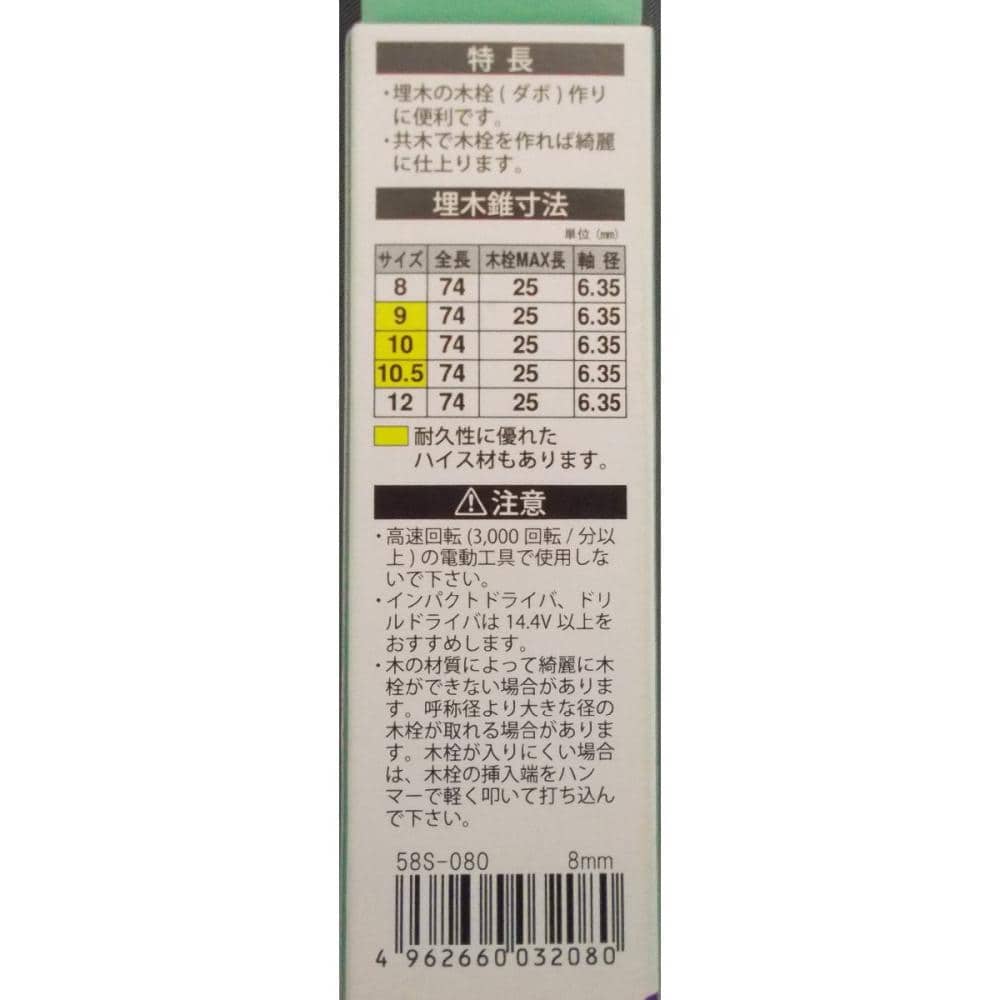 特長
・埋木の木栓(ダボ)作り
に便利です。
・共木で木栓を作れば綺麗
に仕上ります。
埋木錐寸法
単位(㎜)
サイズ 全長 木栓MAX長 軸径
8 74 25 6.35
9 74 25 6.35
10 74 25 6.35
10.5 74 25 6.35
12 74 25 6.35
耐久性に優れた
ハイス材もあります。
⚠注意
・高速回転(3,000回転/分以
上)の電動工具で使用しな
いで下さい。
・インパクトドライバ、ドリ
ルドライバは14.4V以上を
おすすめします。
・木の材質によって綺麗に木
栓ができない場合がありま
す。呼称径より大きな径の
木栓が取れる場合がありま
す。木栓が入りにくい場合
は、木栓の挿入端をハン
マーで軽く叩いて打ち込ん
で下さい。
58S-080 8mm
4 962660 032080